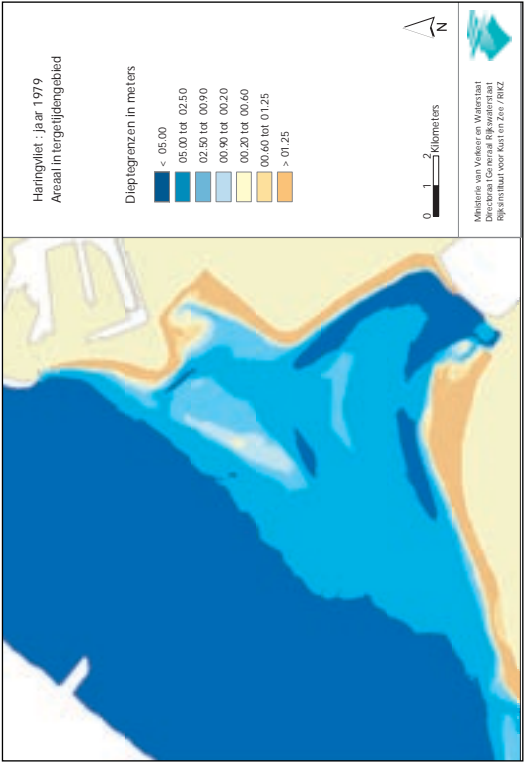 Haringvliet : jaar 1979
Areaal intergetijdengebied
Dieptegrenzen in meters
< 05.00
05.00 tot 02.50
02.50 tot 00.90
00.90 tot 00.20
00.20 tot 00.60
00.60 tot 01.25
> 01.25
N
0 1 2 Kilometers
Ministerie van Verkeer en Waterstaat
Directoraat Generaal Rijkswaterstaat
Rijksinstituut voor Kust en Zee / RIKZ